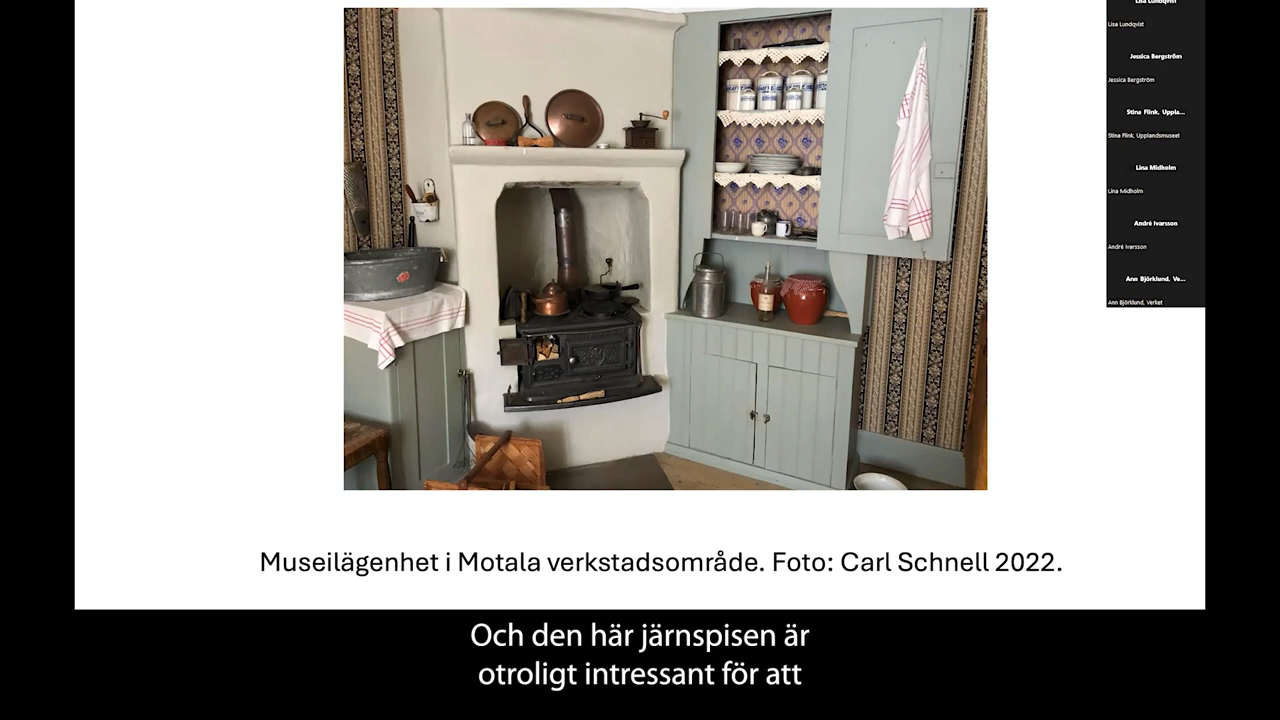 Lisa Lundqvist
Lisa Lundqvist
Jessica Bergström
Jessica Bergström
Stina Flink, Uppla...
Stina Flink, Upplandsmuseet
Lina Midholm
Lina Midholm
André Ivarsson
André Ivarsson
Ann Björklund, Ve...
Ann Björklund, Verket
Museilägenhet i Motala verkstadsområde. Foto: Carl Schnell 2022.
Och den här järnspisen är
otroligt intressant för att